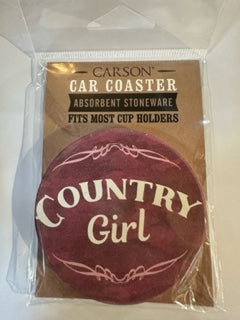 CARSON®
CAR COASTER
ABSORBENT STONEWARE
FITS MOST CUP HOLDERS
COUNTRY
Girl